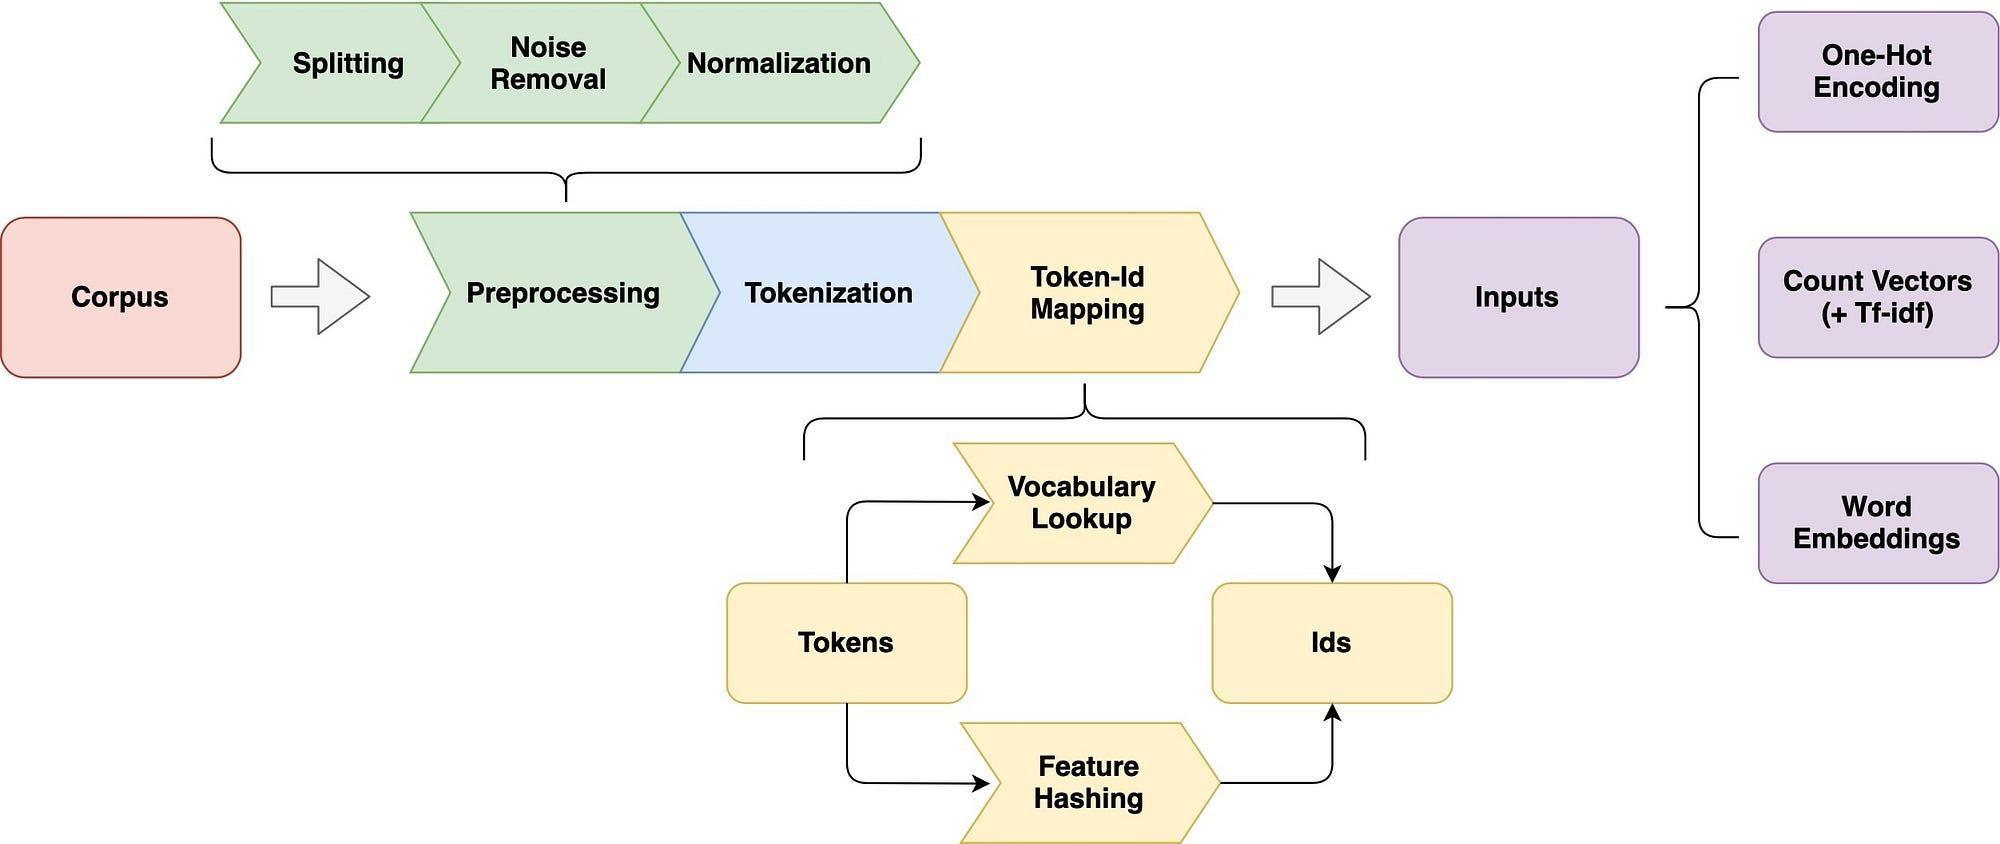 Splitting
Noise
Removal
Normalization
Corpus
Preprocessing
Tokenization
Token-Id
Mapping
Inputs
One-Hot
Encoding
Count Vectors
(+ Tf-idf)
Word
Embeddings
Vocabulary
Lookup
Tokens
Ids
Feature
Hashing